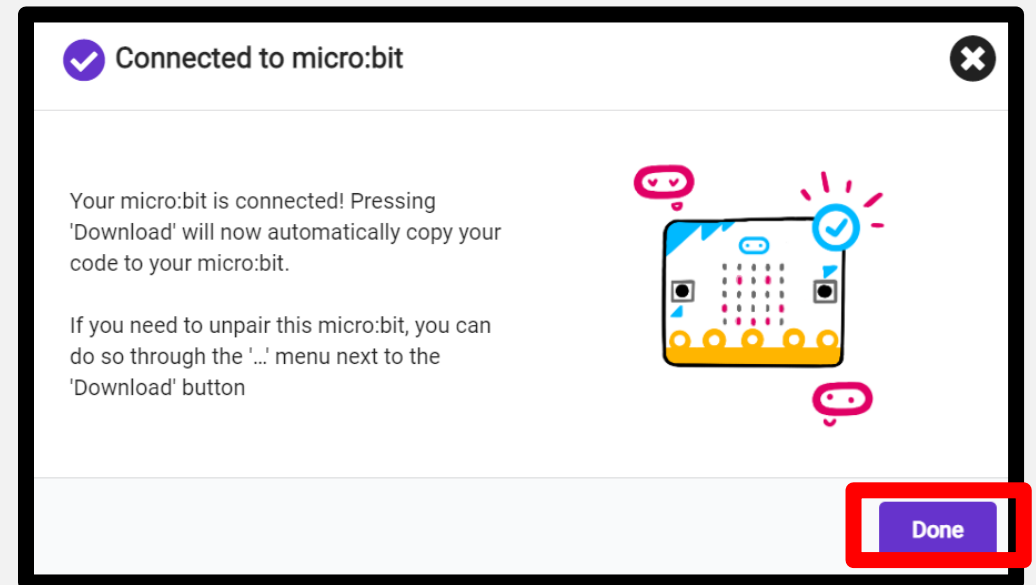 Connected to micro:bit
Your micro:bit is connected! Pressing
'Download' will now automatically copy your
code to your micro:bit.
If you need to unpair this micro:bit, you can
do so through the '...' menu next to the
'Download' button
Done